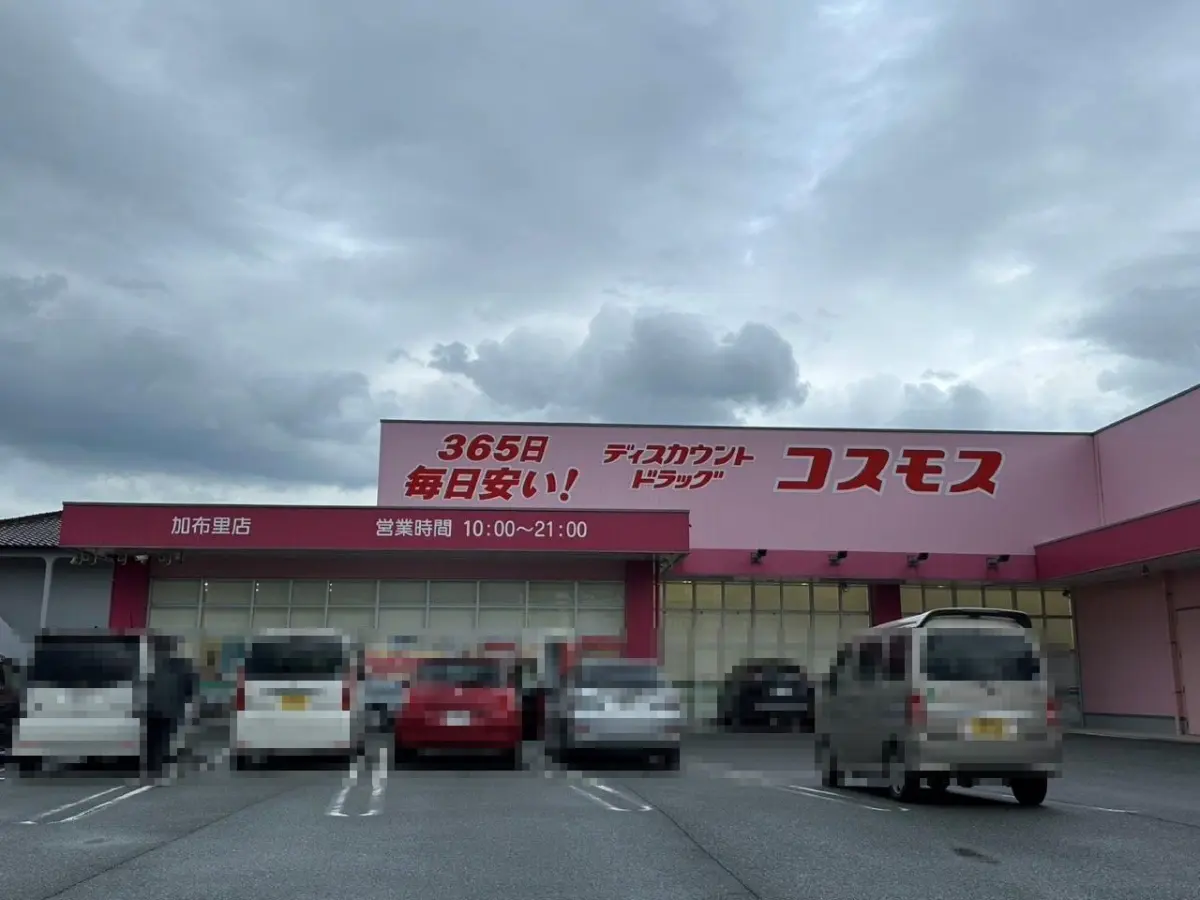 365日
毎日安い!
ディスカウント
ドラッグ
コスモス
加布里店
営業時間 10:00〜21:00